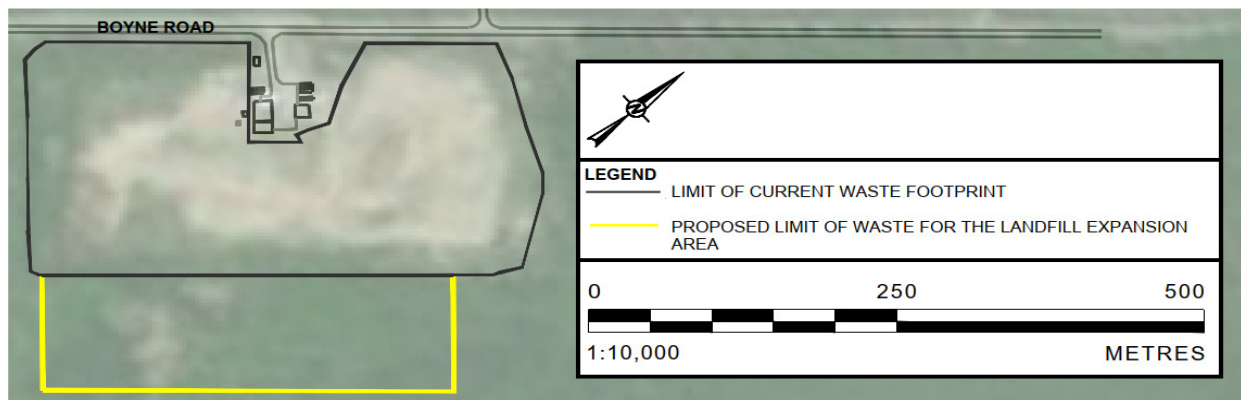 BOYNE ROAD
N
LEGEND
LIMIT OF CURRENT WASTE FOOTPRINT
PROPOSED LIMIT OF WASTE FOR THE LANDFILL EXPANSION
AREA
0 250 500
1:10,000 METRES